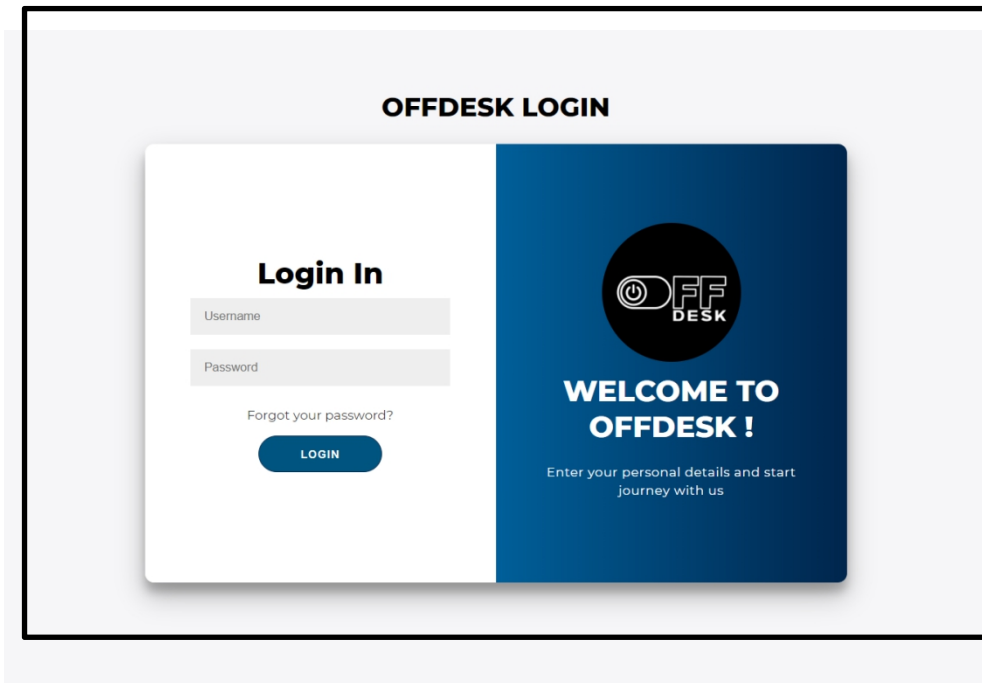 OFFDESK LOGIN
Login In
Username
Password
Forgot your password?
LOGIN
OFF
DESK
WELCOME TO
OFFDESK !
Enter your personal details and start
journey with us